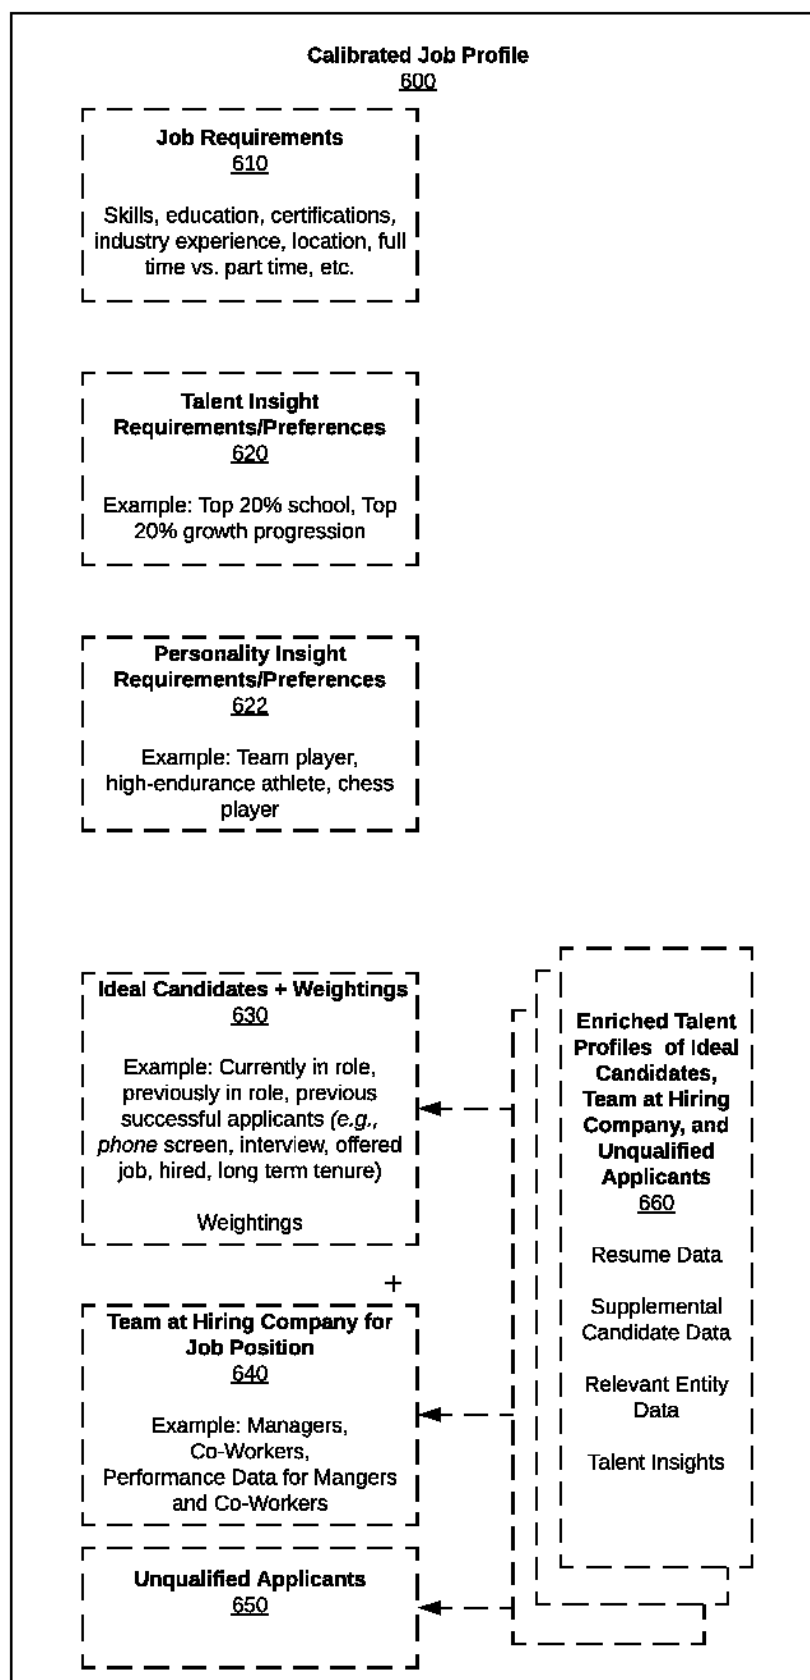 Calibrated Job Profile
600
Job Requirements
610
Skills, education, certifications,
industry experience, location, full
time vs. part time, etc.
Talent Insight
Requirements/Preferences
620
Example: Top 20% school, Top
20% growth progression
Personality Insight
Requirements/Preferences
622
Example: Team player,
high-endurance athlete, chess
player
Ideal Candidates + Weightings
630
Example: Currently in role,
previously in role, previous
successful applicants (e.g.,
phone screen, interview, offered
job, hired, long term tenure)
Weightings
+
Team at Hiring Company for
Job Position
640
Example: Managers,
Co-Workers,
Performance Data for Mangers
and Co-Workers
Unqualified Applicants
650
Enriched Talent
Profiles of Ideal
Candidates,
Team at Hiring
Company, and
Unqualified
Applicants
660
Resume Data
Supplemental
Candidate Data
Relevant Entity
Data
Talent Insights